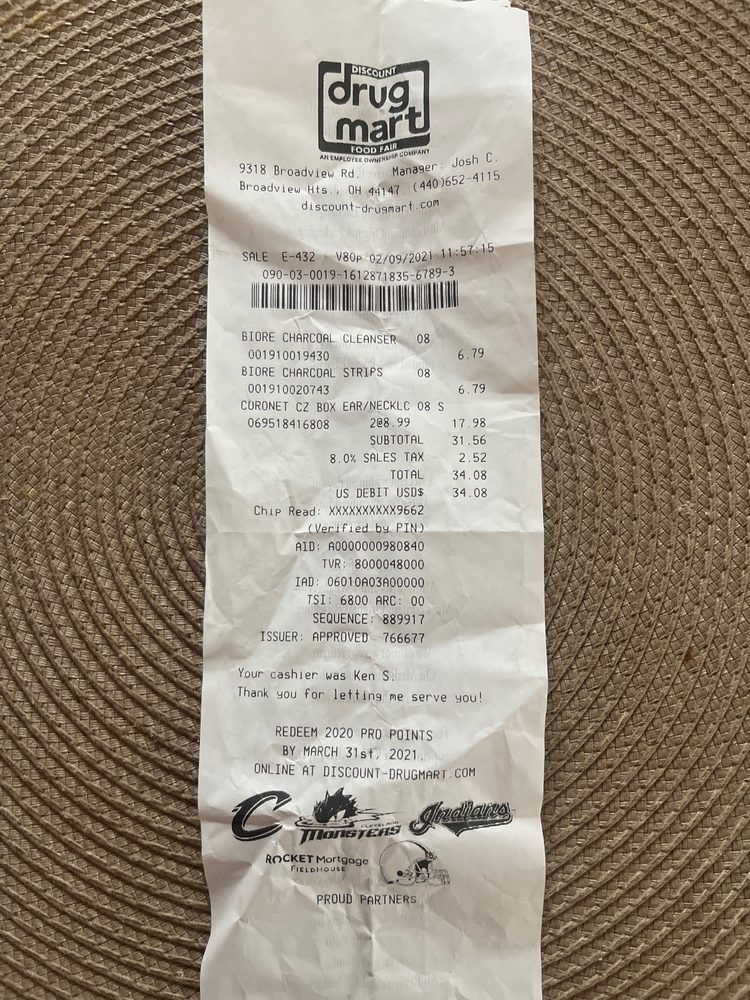 DISCOUNT
drug
mart
FOOD FAIR
AN EMPLOYEE OWNERSHIP COMPANY
9318 Broadview Rd. Manager: Josh C.
Broadview Hts., OH 44147 (440)652-4115
discount-drugmart.com
SALE E-432 V80p 02/09/2021 11:57:15
090-03-0019-1612871835-6789-3
BIORE CHARCOAL CLEANSER 08
001910019430 6.79
BIORE CHARCOAL STRIPS 08
001910020743 6.79
CORONET CZ BOX EAR/NECKLC 08 S
069518416808 2@8.99 17.98
SUBTOTAL 31.56
8.0% SALES TAX 2.52
TOTAL 34.08
US DEBIT USD$ 34.08
Chip Read: XXXXXXXXXX9662
(Verified by PIN)
AID: A0000000980840
TVR: 8000048000
IAD: 06010A03A00000
TSI: 6800 ARC: 00
SEQUENCE: 889917
ISSUER: APPROVED 766677
Your cashier was Ken S.
Thank you for letting me serve you!
REDEEM 2020 PRO POINTS
BY MARCH 31st, 2021,
ONLINE AT DISCOUNT-DRUGMART.COM
C CLEVELAND MONSTERS Indians
ROCKET Mortgage
FIELDHOUSE
PROUD PARTNERS